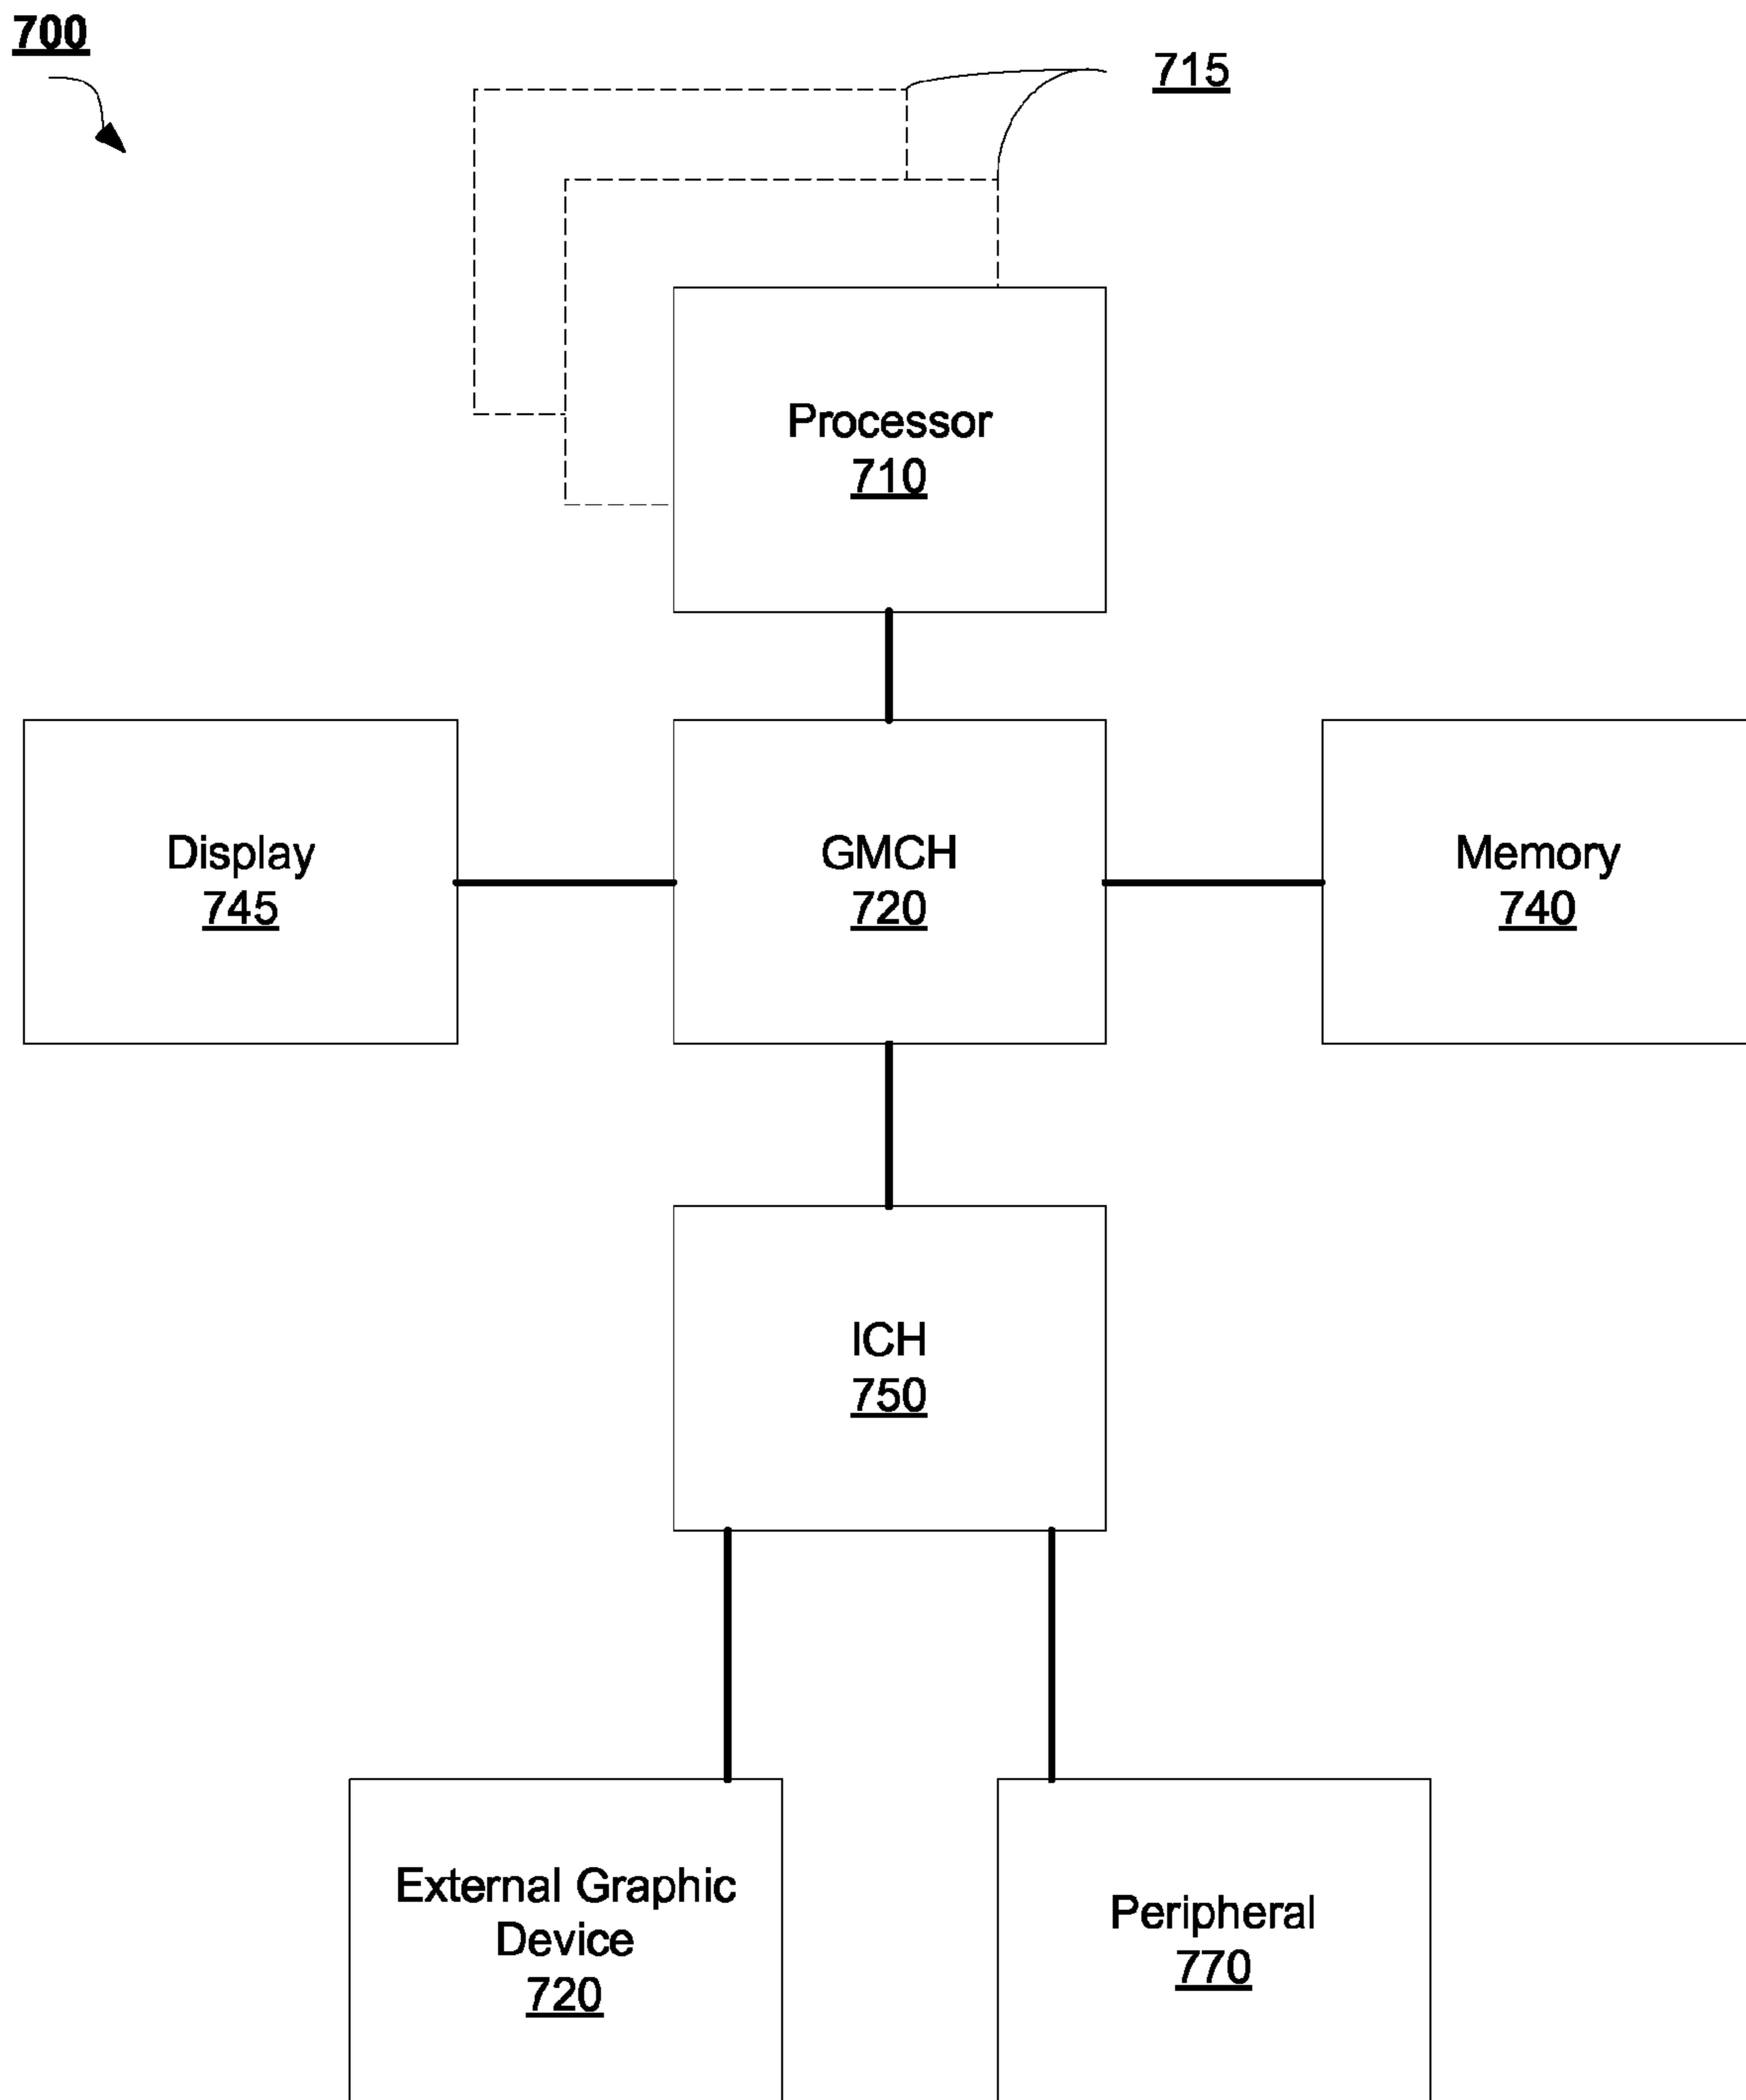 700
715
Processor
710
Display
745
GMCH
720
Memory
740
ICH
750
External Graphic
Device
720
Peripheral
770